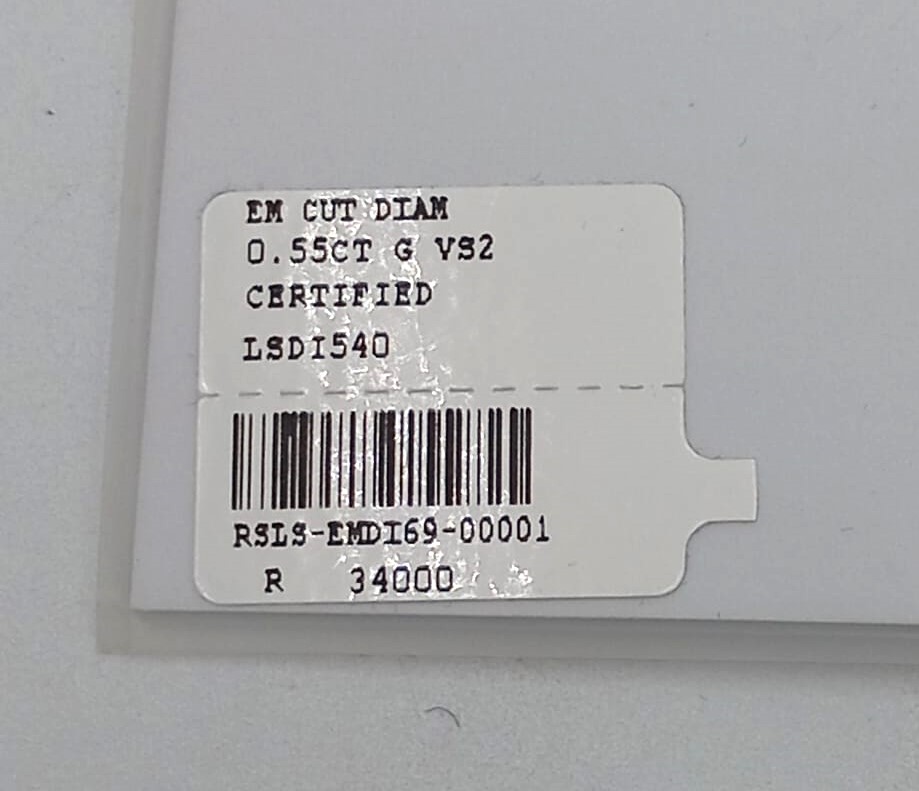 EM CUT DIAM
0.55CT G VS2
CERTIFIED
LSDI540
RSLS-EMDI69-00001
R 34000